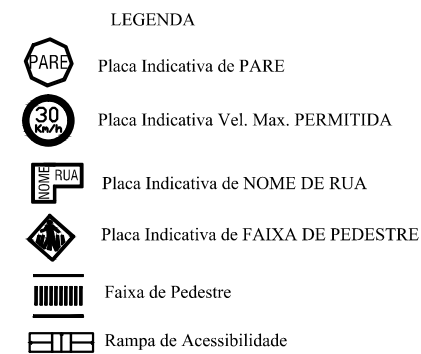 LEGENDA
PARE
Placa Indicativa de PARE
30
Km/h
Placa Indicativa Vel. Max. PERMITIDA
NOME
RUA
Placa Indicativa de NOME DE RUA
Placa Indicativa de FAIXA DE PEDESTRE
Faixa de Pedestre
Rampa de Acessibilidade